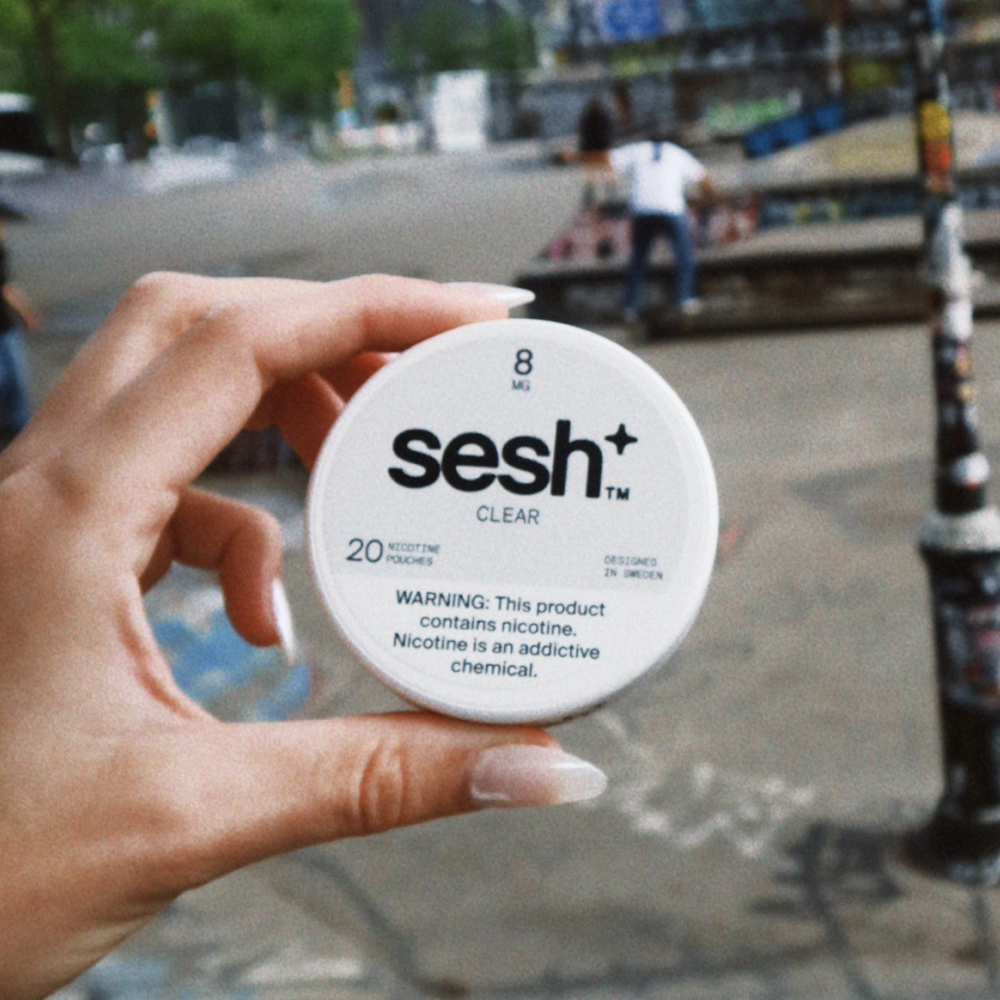 8
MG
sesh+™
CLEAR
20 NICOTINE
POUCHES
DESIGNED
IN SWEDEN
WARNING: This product
contains nicotine.
Nicotine is an addictive
chemical.